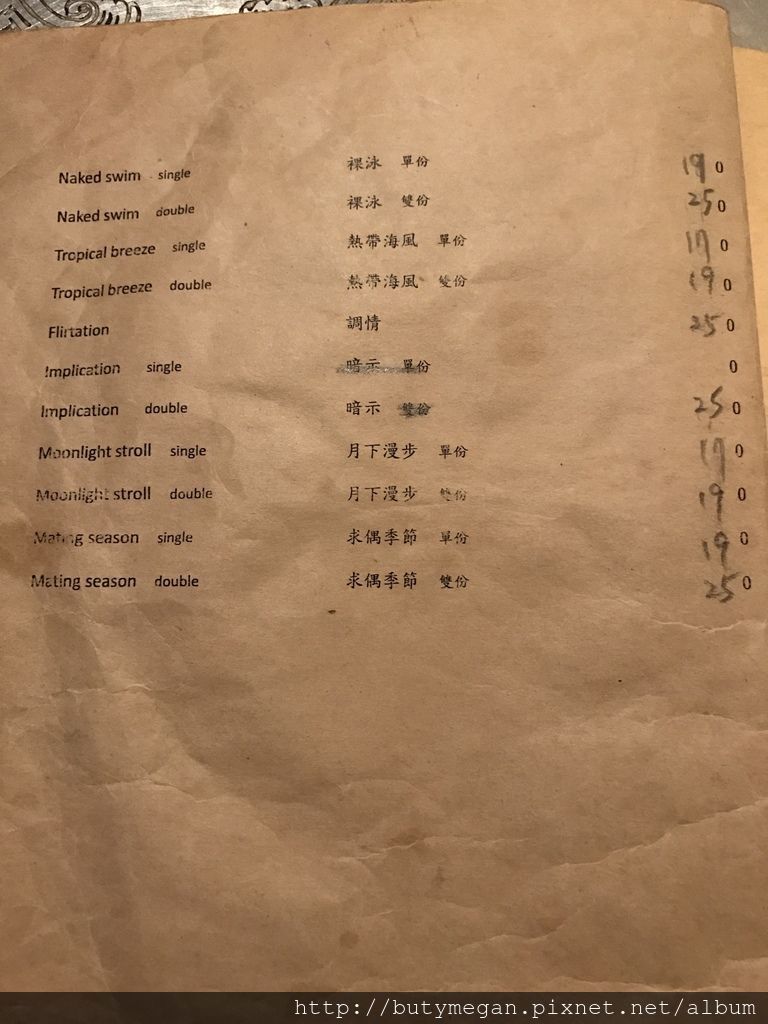 Naked swim single 裸泳 單份 190
Naked swim double 裸泳 雙份 250
Tropical breeze single 熱帶海風 單份 170
Tropical breeze double 熱帶海風 雙份 190
Flirtation 調情 250
Implication single 暗示 單份 0
Implication double 暗示 雙份 250
Moonlight stroll single 月下漫步 單份 170
Moonlight stroll double 月下漫步 雙份 190
Mating season single 求偶季節 單份 190
Mating season double 求偶季節 雙份 250
http://butymegan.pixnet.net/album